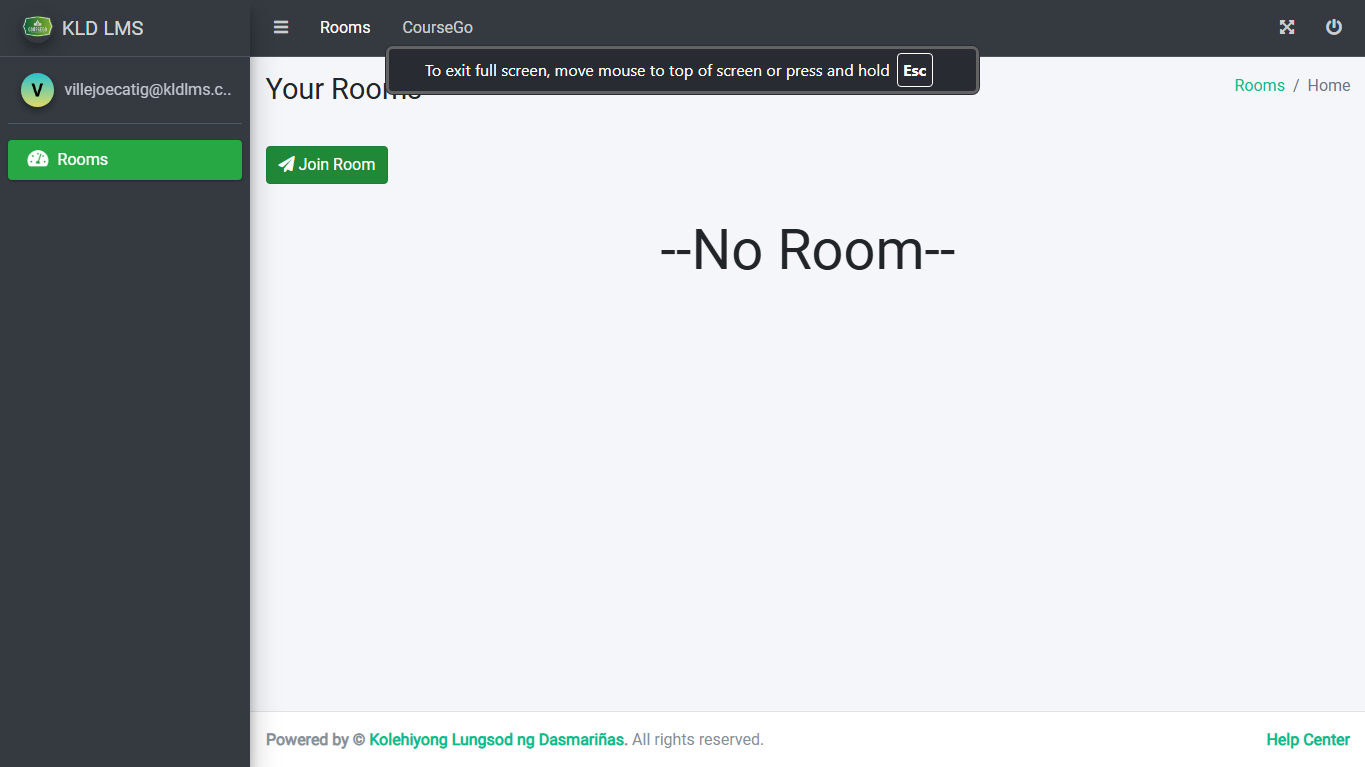 KLD LMS
Rooms
CourseGo
To exit full screen, move mouse to top of screen or press and hold Esc
V
villejoecatig@kldlms.c..
Your Rooms
Rooms / Home
Rooms
Join Room
--No Room--
Powered by © Kolehiyong Lungsod ng Dasmariñas. All rights reserved.
Help Center